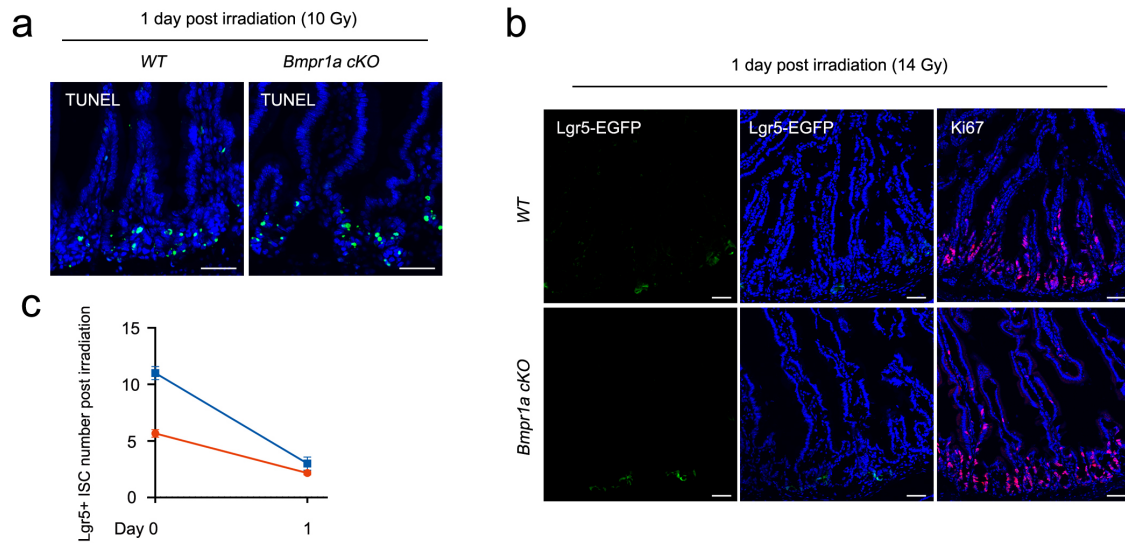 a
1 day post irradiation (10 Gy)
WT
Bmpr1a cKO
TUNEL
TUNEL
b
1 day post irradiation (14 Gy)
Lgr5-EGFP
Lgr5-EGFP
Ki67
WT
Bmpr1a cKO
c
Lgr5+ ISC number post irradiation
15
10
5
0
Day 0
1